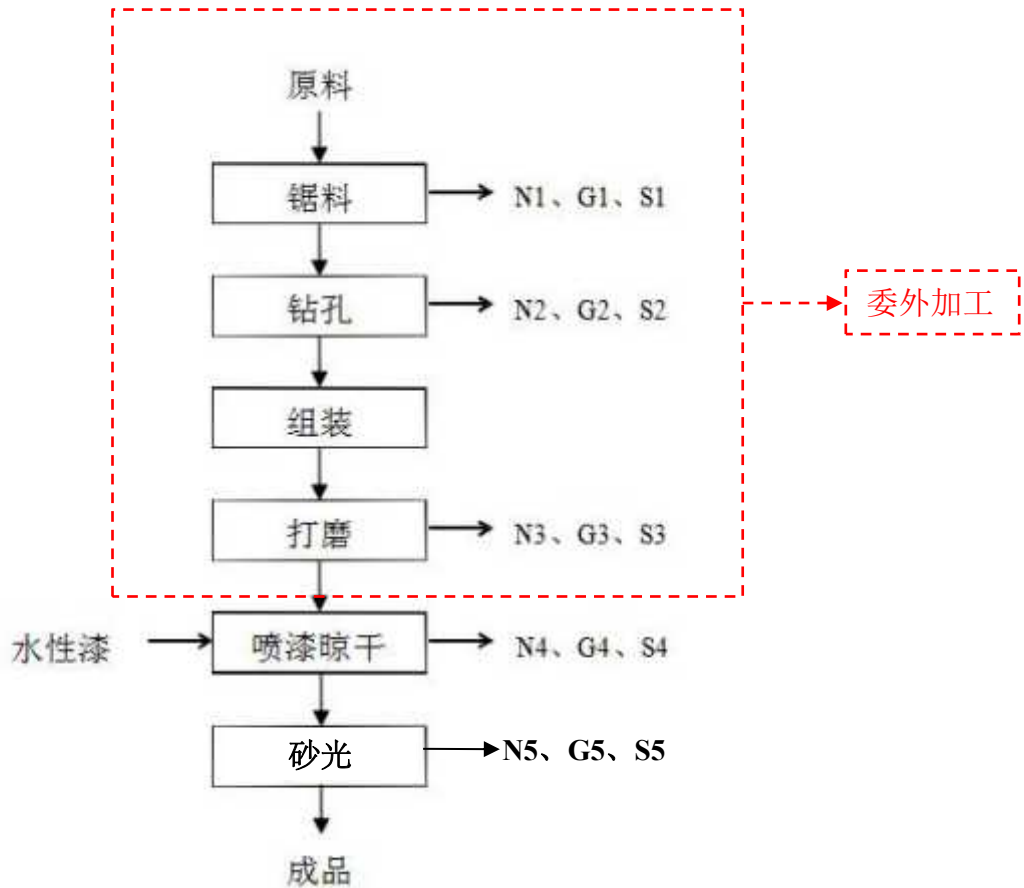 原料
锯料
N1、G1、S1
钻孔
N2、G2、S2
委外加工
组装
打磨
N3、G3、S3
水性漆
喷漆晾干
N4、G4、S4
砂光
N5、G5、S5
成品